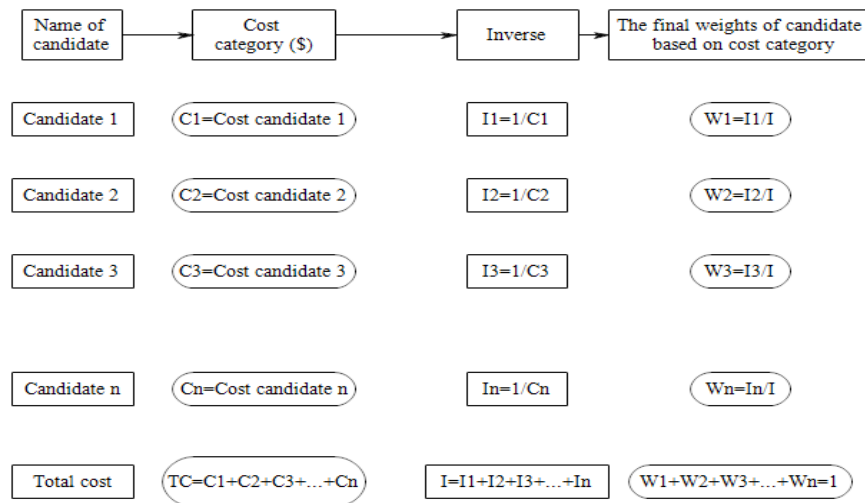 Name of
candidate
Cost
category ($)
Inverse
The final weights of candidate
based on cost category
Candidate 1
C1=Cost candidate 1
I1=1/C1
W1=I1/I
Candidate 2
C2=Cost candidate 2
I2=1/C2
W2=I2/I
Candidate 3
C3=Cost candidate 3
I3=1/C3
W3=I3/I
Candidate n
Cn=Cost candidate n
In=1/Cn
Wn=In/I
Total cost
TC=C1+C2+C3+...+Cn
I=I1+I2+I3+...+In
W1+W2+W3+...+Wn=1